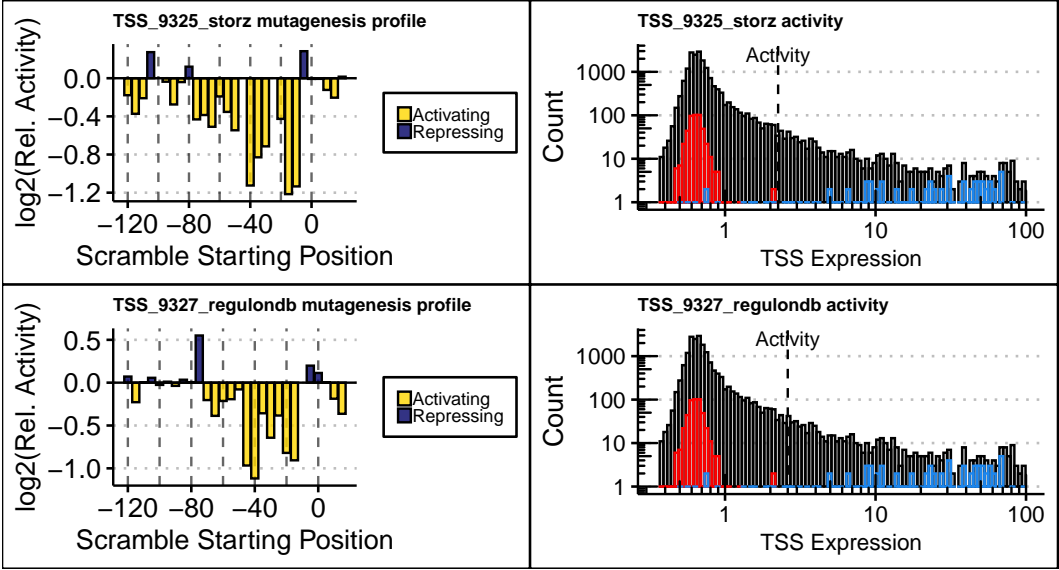 TSS_9325_storz mutagenesis profile
log2(Rel. Activity)
0.0
−0.4
−0.8
−1.2
−120 −80 −40 0
Scramble Starting Position
Activating
Repressing
TSS_9325_storz activity
Activity
Count
1000
100
10
1
1 10 100
TSS Expression
TSS_9327_regulondb mutagenesis profile
log2(Rel. Activity)
0.5
0.0
−0.5
−1.0
−120 −80 −40 0
Scramble Starting Position
Activating
Repressing
TSS_9327_regulondb activity
Activity
Count
1000
100
10
1
1 10 100
TSS Expression